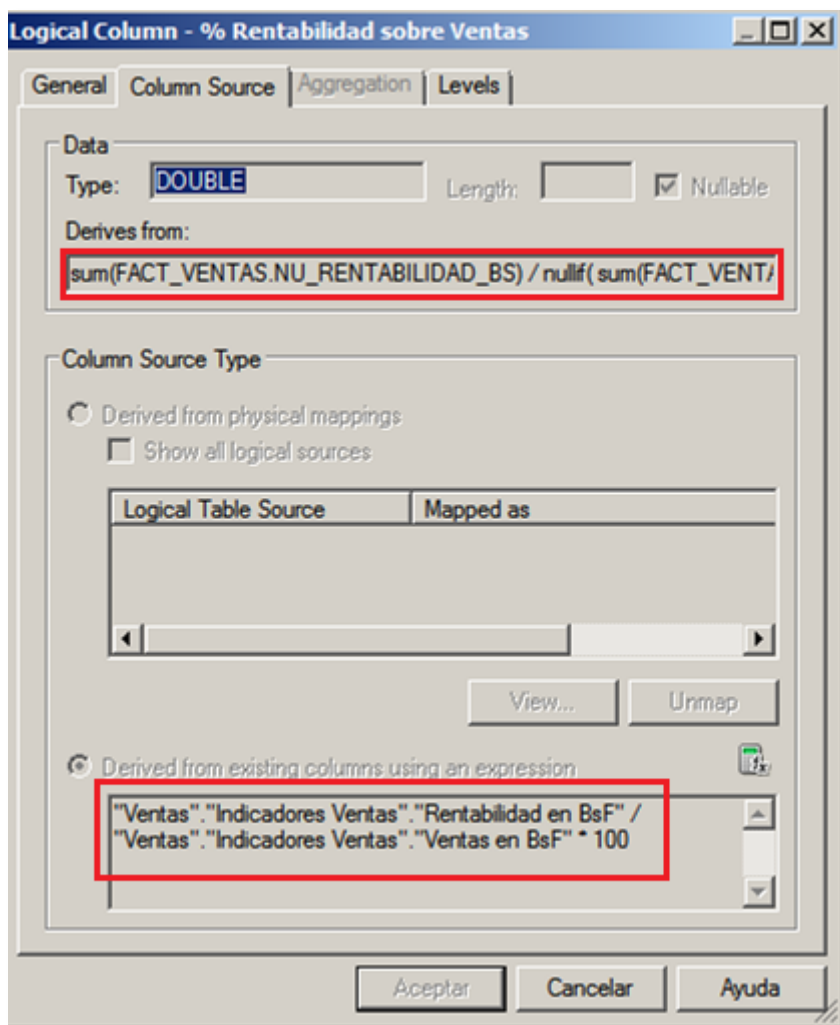 Logical Column - % Rentabilidad sobre Ventas
General Column Source Aggregation Levels
Data
Type: DOUBLE Length: Nullable
Derives from:
sum(FACT_VENTAS.NU_RENTABILIDAD_BS) / nullif( sum(FACT_VENTA
Column Source Type
Derived from physical mappings
Show all logical sources
Logical Table Source Mapped as
View... Unmap
Derived from existing columns using an expression
"Ventas"."Indicadores Ventas"."Rentabilidad en BsF" /
"Ventas"."Indicadores Ventas"."Ventas en BsF" * 100
Aceptar Cancelar Ayuda